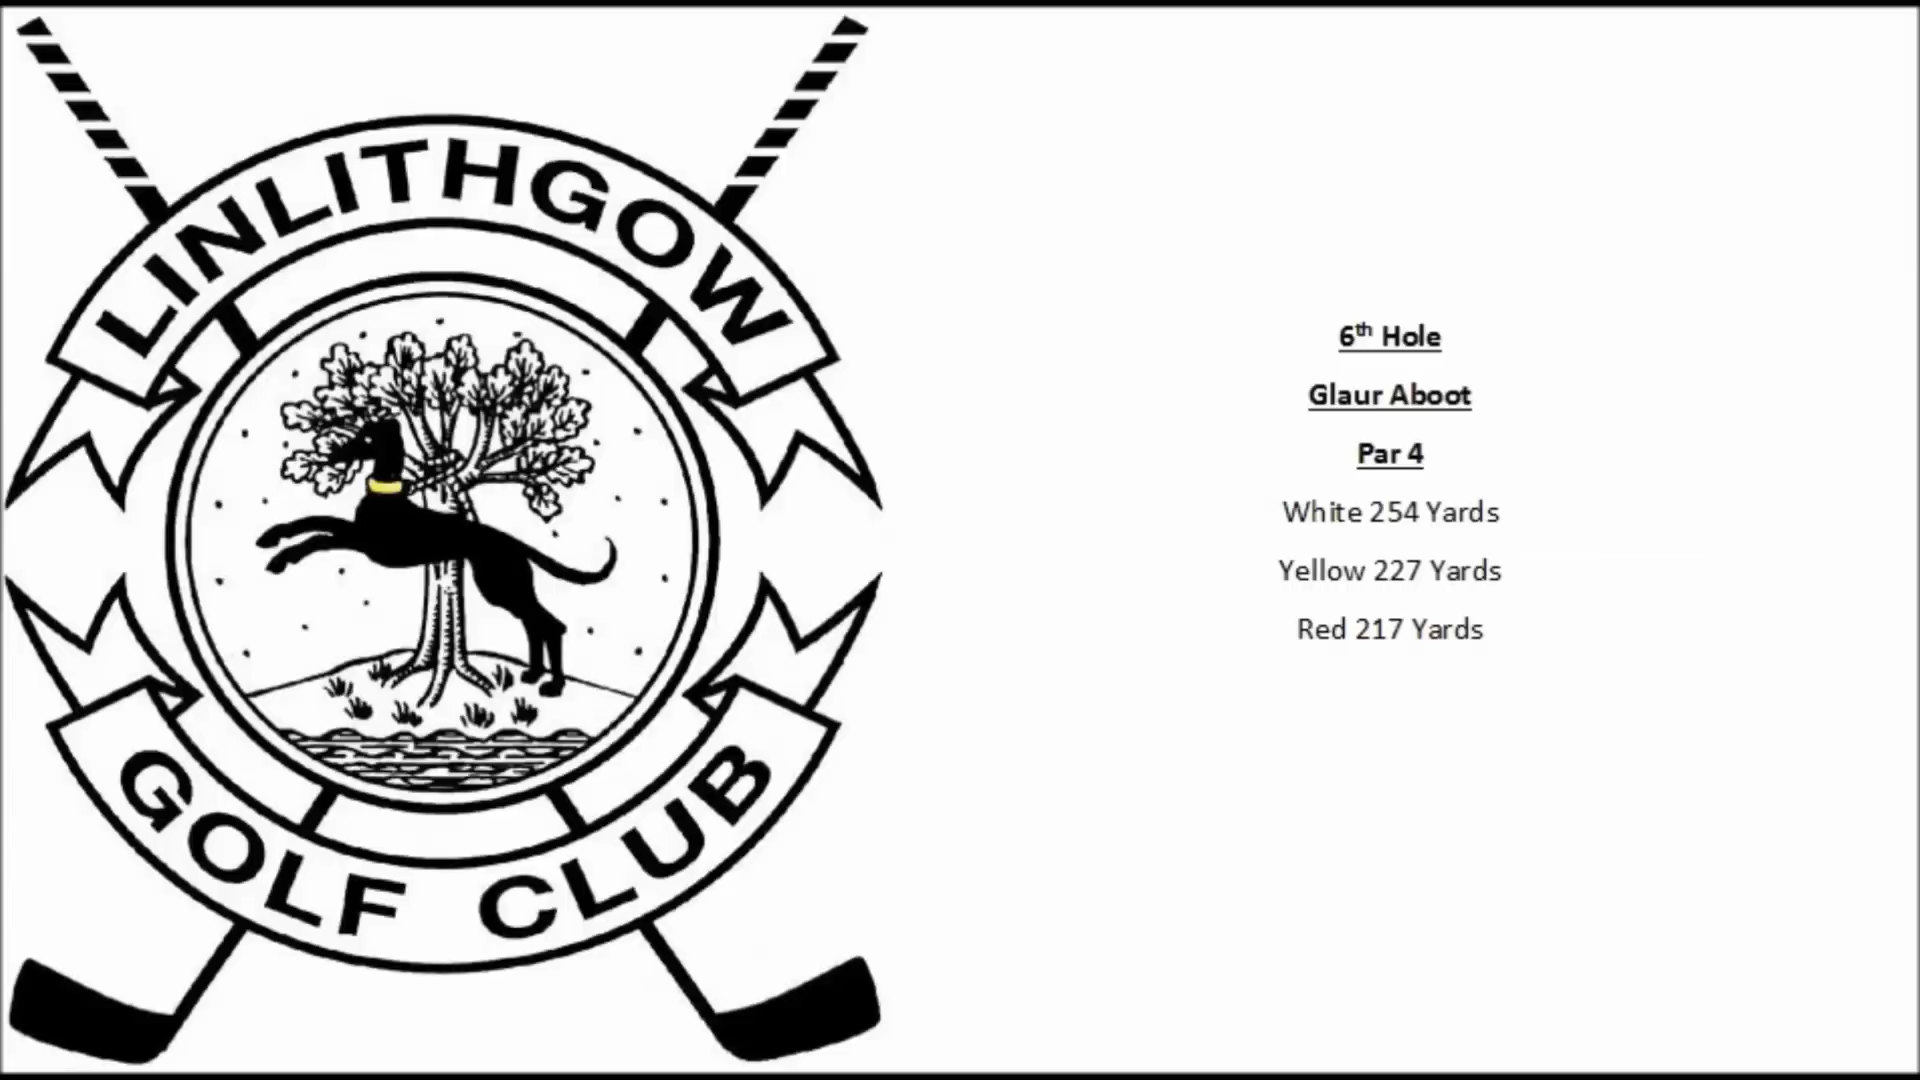 LINLITHGOW
GOLF CLUB
6th Hole
Glaur Aboot
Par 4
White 254 Yards
Yellow 227 Yards
Red 217 Yards